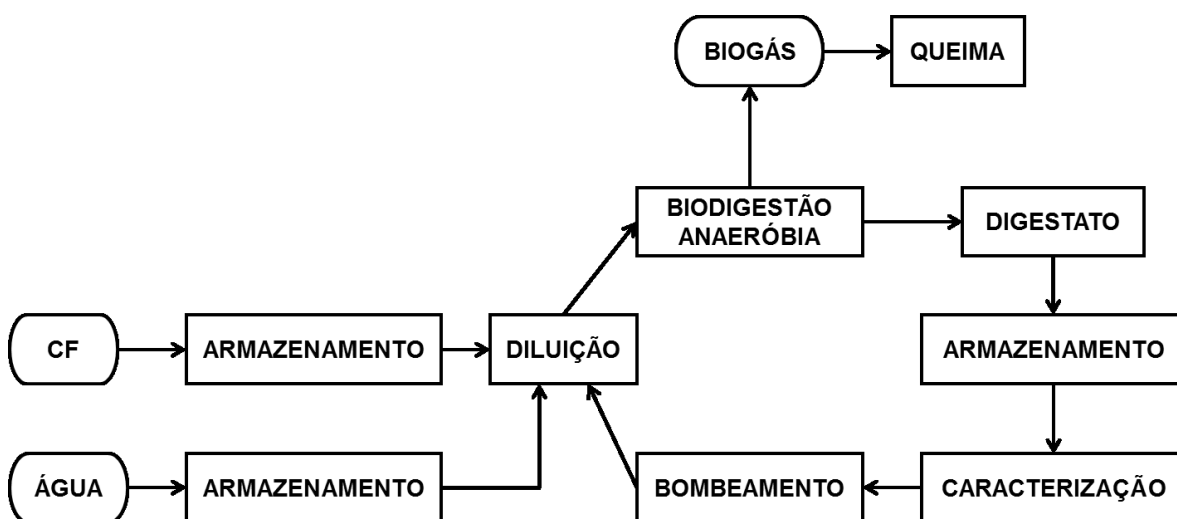 BIOGÁS
QUEIMA
BIODIGESTÃO
ANAERÓBIA
DIGESTATO
CF
ARMAZENAMENTO
DILUIÇÃO
ARMAZENAMENTO
ÁGUA
ARMAZENAMENTO
BOMBEAMENTO
CARACTERIZAÇÃO